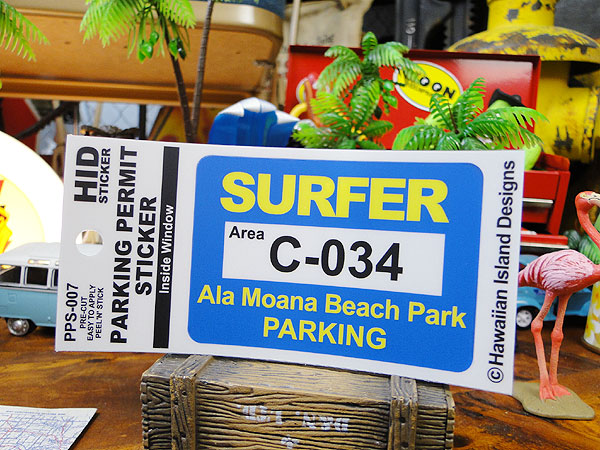 HID
STICKER
PARKING PERMIT
STICKER
Inside Window
PPS-007
PRE-CUT
EASY TO APPLY
PEEL'N' STICK
SURFER
Area
C-034
Ala Moana Beach Park
PARKING
©Hawaiian Island Designs
MOON